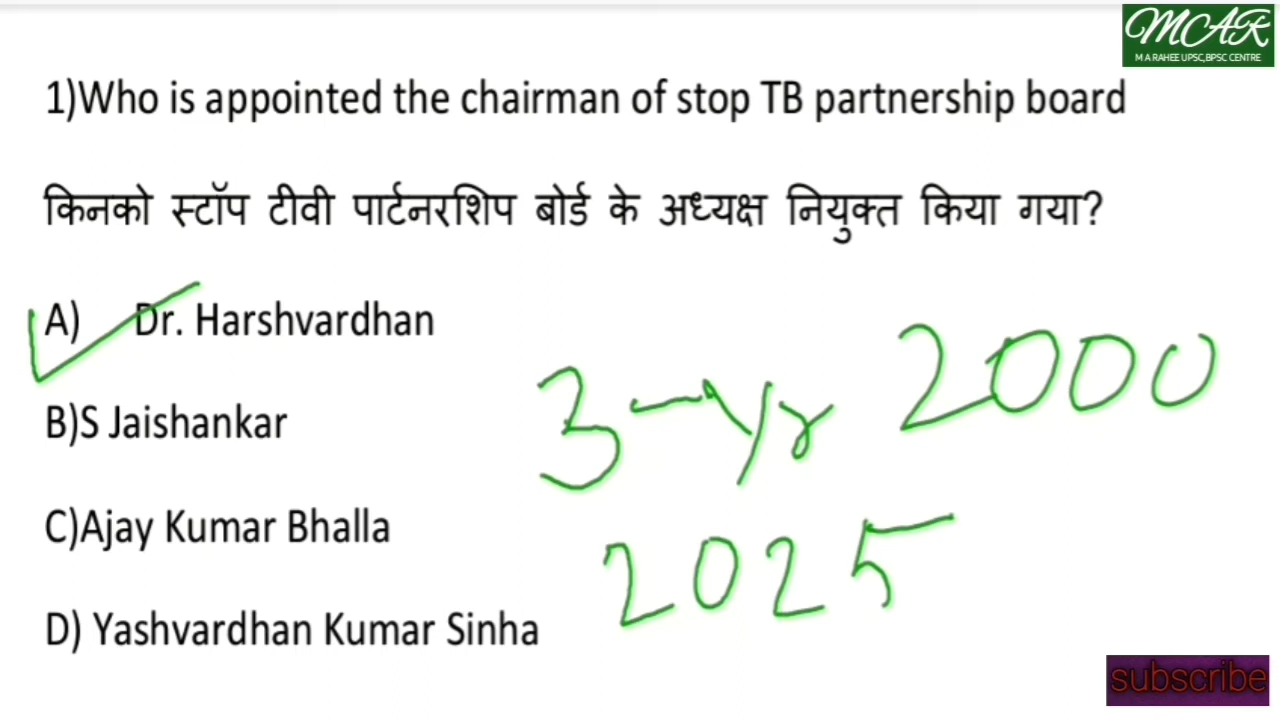 MCAR
M A RAHEE UPSC,BPSC CENTRE
1)Who is appointed the chairman of stop TB partnership board
किनको स्टॉप टीवी पार्टनरशिप बोर्ड के अध्यक्ष नियुक्त किया गया?
A) Dr. Harshvardhan
B)S Jaishankar
3-Yr 2000
C)Ajay Kumar Bhalla
2025
D) Yashvardhan Kumar Sinha
subscribe